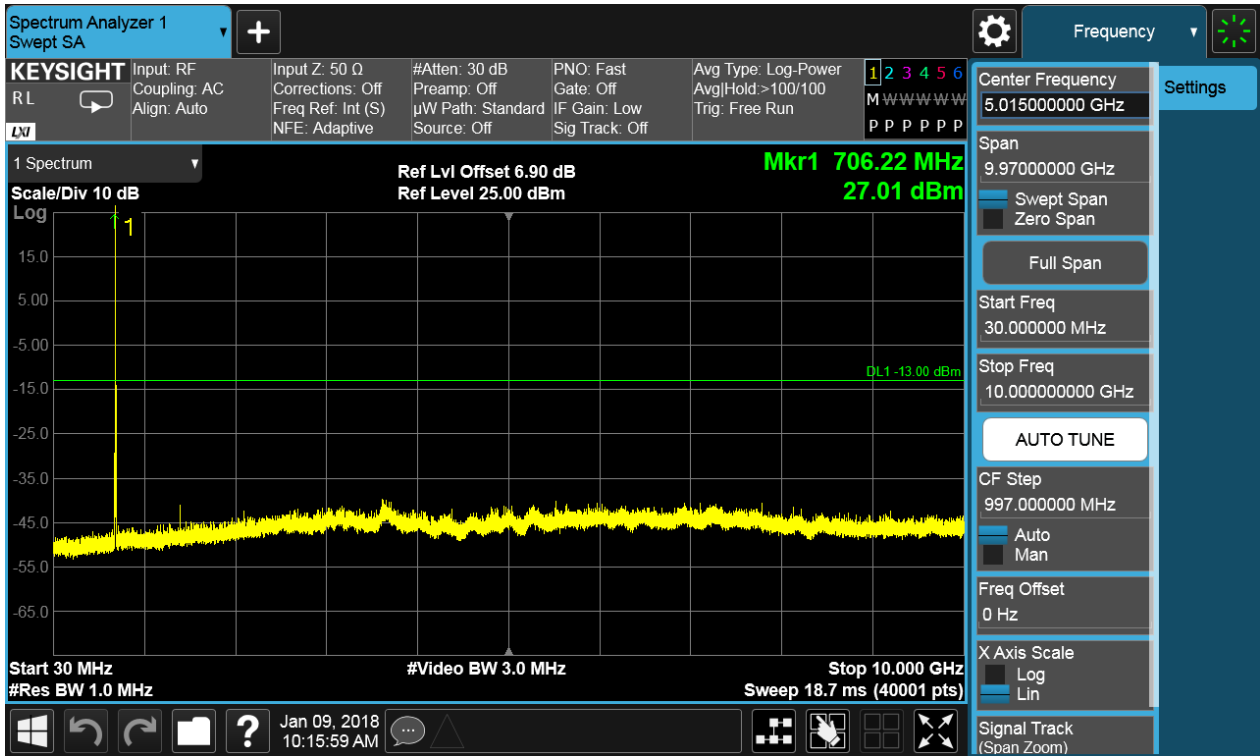 Spectrum Analyzer 1
Swept SA
Frequency
KEYSIGHT
RL
LXI
Input: RF
Coupling: AC
Align: Auto
Input Z: 50 Ω
Corrections: Off
Freq Ref: Int (S)
NFE: Adaptive
#Atten: 30 dB
Preamp: Off
µW Path: Standard
Source: Off
PNO: Fast
Gate: Off
IF Gain: Low
Sig Track: Off
Avg Type: Log-Power
Avg|Hold:>100/100
Trig: Free Run
1 2 3 4 5 6
M W W W W W
P P P P P P
1 Spectrum
Scale/Div 10 dB
Log
Ref Lvl Offset 6.90 dB
Ref Level 25.00 dBm
Mkr1 706.22 MHz
27.01 dBm
1
15.0
5.00
-5.00
-15.0
-25.0
-35.0
-45.0
-55.0
-65.0
DL1 -13.00 dBm
Start 30 MHz
#Res BW 1.0 MHz
#Video BW 3.0 MHz
Stop 10.000 GHz
Sweep 18.7 ms (40001 pts)
Center Frequency
5.015000000 GHz
Span
9.97000000 GHz
Swept Span
Zero Span
Full Span
Start Freq
30.000000 MHz
Stop Freq
10.000000000 GHz
AUTO TUNE
CF Step
997.000000 MHz
Auto
Man
Freq Offset
0 Hz
X Axis Scale
Log
Lin
Signal Track
(Span Zoom)
Settings
?
Jan 09, 2018
10:15:59 AM